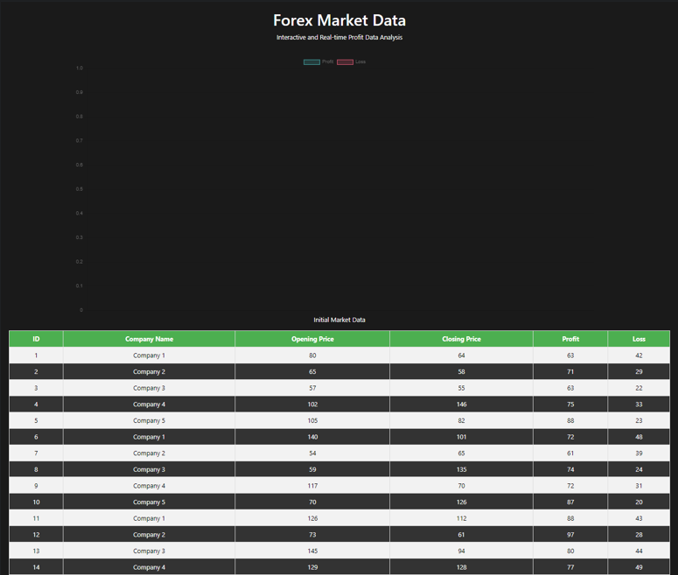 Forex Market Data
Interactive and Real-time Profit Data Analysis
Profit Loss
1.0
0.9
0.8
0.7
0.6
0.5
0.4
0.3
0.2
0.1
0
Initial Market Data
ID Company Name Opening Price Closing Price Profit Loss
1 Company 1 80 64 63 42
2 Company 2 65 58 71 29
3 Company 3 57 55 63 22
4 Company 4 102 146 75 33
5 Company 5 105 82 88 23
6 Company 1 140 101 72 48
7 Company 2 54 65 61 39
8 Company 3 59 135 74 24
9 Company 4 117 70 72 31
10 Company 5 70 126 87 20
11 Company 1 126 112 88 43
12 Company 2 73 61 97 28
13 Company 3 145 94 80 44
14 Company 4 129 128 77 49